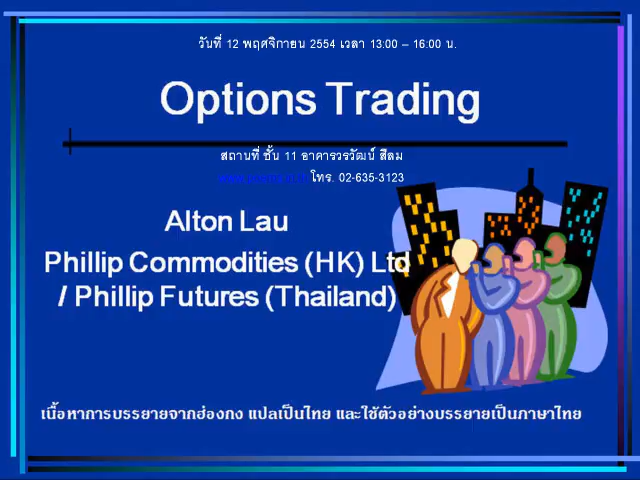 วันที่ 12 พฤศจิกายน 2554 เวลา 13:00 – 16:00 น.
Options Trading
สถานที่ ชั้น 11 อาคารวรวัฒน์ สีลม
โทร. 02-635-3123
Alton Lau
Phillip Commodities (HK) Ltd
/ Phillip Futures (Thailand)
เนื้อหาการบรรยายจากฮ่องกง แปลเป็นไทย และใช้ตัวอย่างบรรยายเป็นภาษาไทย